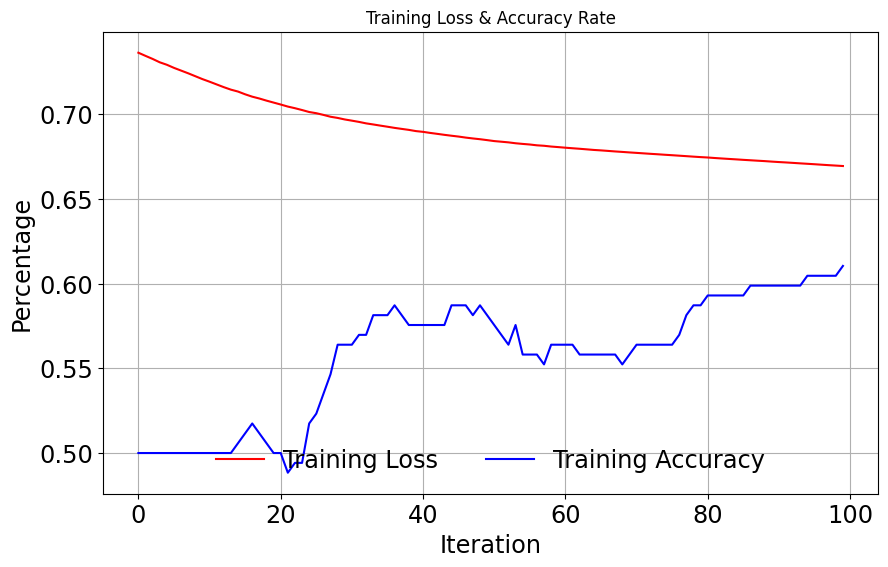 Training Loss & Accuracy Rate
0.70
0.65
0.60
0.55
0.50
Percentage
Training Loss
Training Accuracy
0 20 40 60 80 100
Iteration